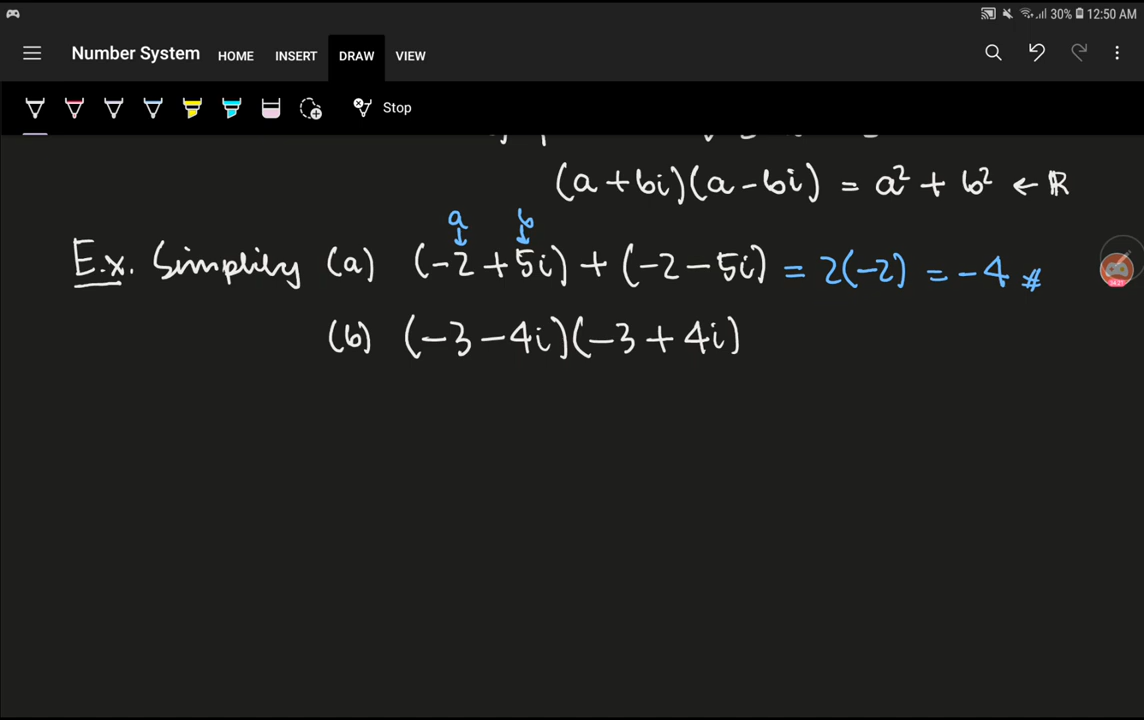 30% 12:50 AM
Number System HOME INSERT DRAW VIEW
Stop
(a + bi)(a - bi) = a² + b² ← ℝ
a b
Ex. Simplify (a) (-2 + 5i) + (-2 - 5i) = 2(-2) = -4 #
(b) (-3 - 4i)(-3 + 4i)